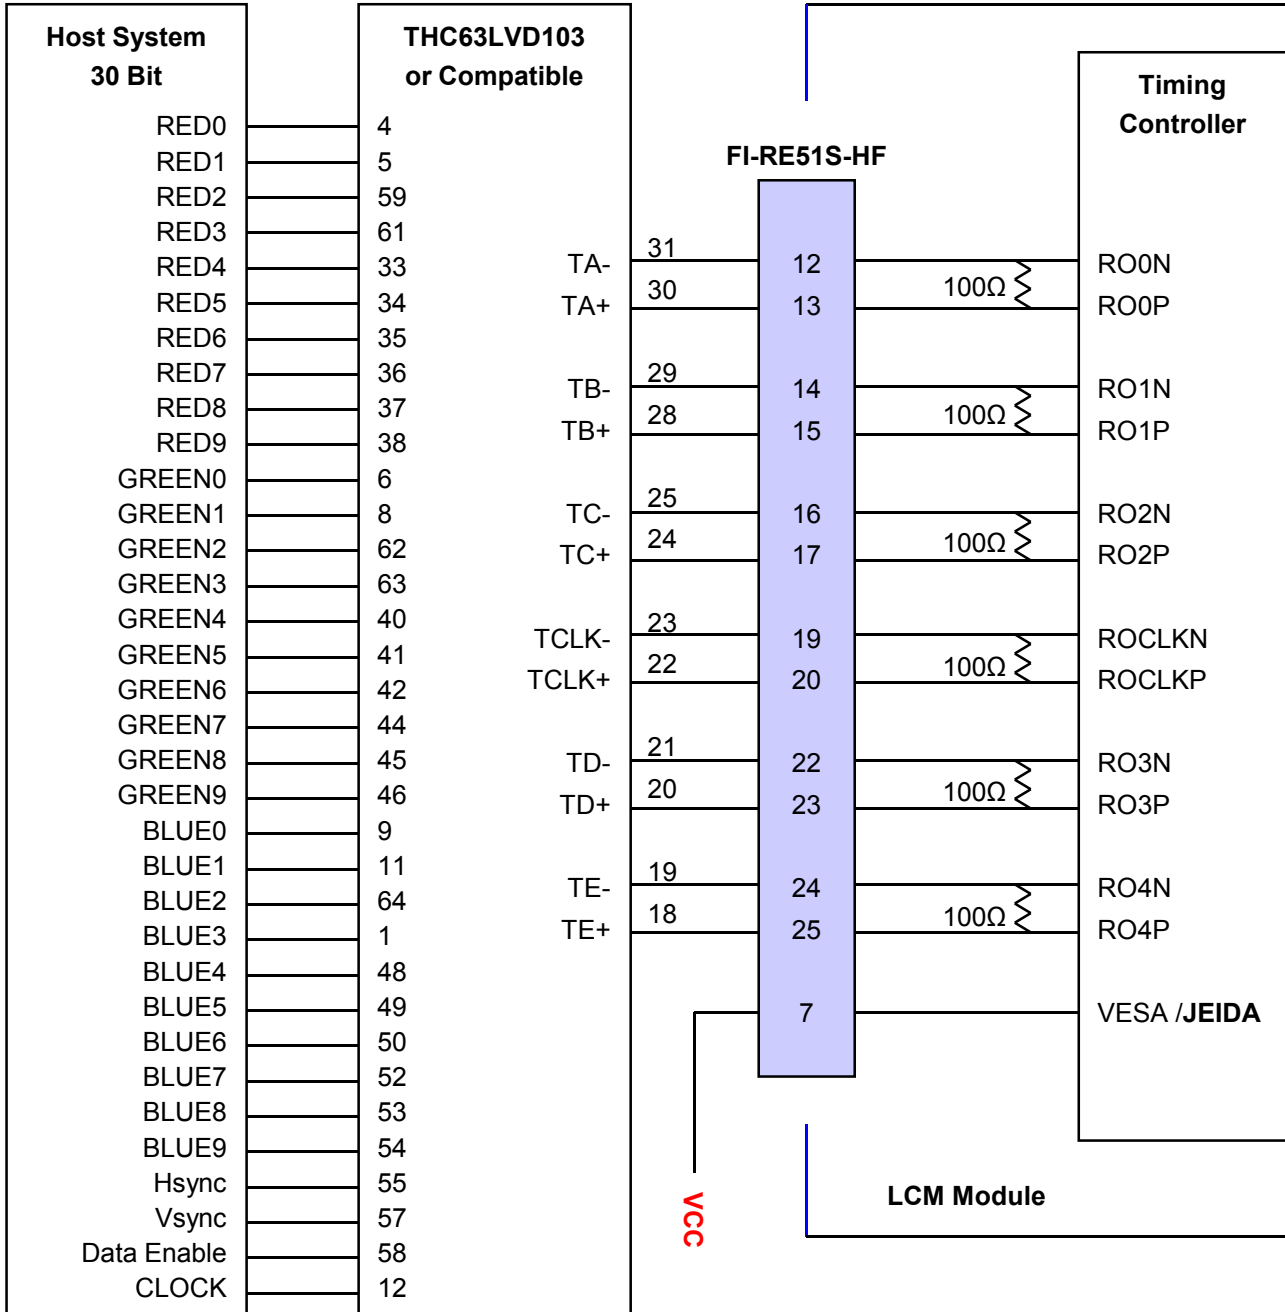 Host System
30 Bit
RED0
RED1
RED2
RED3
RED4
RED5
RED6
RED7
RED8
RED9
GREEN0
GREEN1
GREEN2
GREEN3
GREEN4
GREEN5
GREEN6
GREEN7
GREEN8
GREEN9
BLUE0
BLUE1
BLUE2
BLUE3
BLUE4
BLUE5
BLUE6
BLUE7
BLUE8
BLUE9
Hsync
Vsync
Data Enable
CLOCK
THC63LVD103
or Compatible
4
5
59
61
33
34
35
36
37
38
6
8
62
63
40
41
42
44
45
46
9
11
64
1
48
49
50
52
53
54
55
57
58
12
TA-
TA+
TB-
TB+
TC-
TC+
TCLK-
TCLK+
TD-
TD+
TE-
TE+
31
30
29
28
25
24
23
22
21
20
19
18
VCC
FI-RE51S-HF
12
13
14
15
16
17
19
20
22
23
24
25
7
100Ω
100Ω
100Ω
100Ω
100Ω
100Ω
Timing
Controller
RO0N
RO0P
RO1N
RO1P
RO2N
RO2P
ROCLKN
ROCLKP
RO3N
RO3P
RO4N
RO4P
VESA /JEIDA
LCM Module